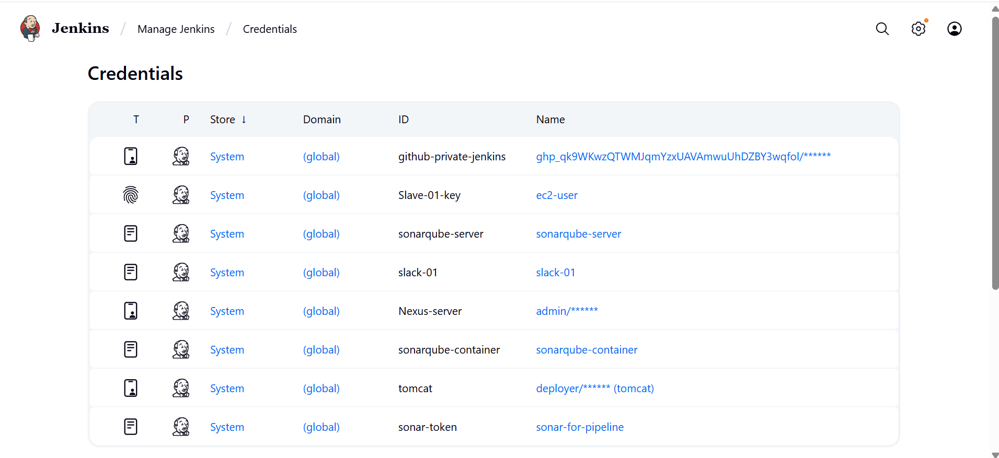 Jenkins / Manage Jenkins / Credentials
Credentials
T P Store ↓ Domain ID Name
System (global) github-private-jenkins 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/******
System (global) Slave-01-key ec2-user
System (global) sonarqube-server sonarqube-server
System (global) slack-01 slack-01
System (global) Nexus-server admin/******
System (global) sonarqube-container sonarqube-container
System (global) tomcat deployer/****** (tomcat)
System (global) sonar-token sonar-for-pipeline